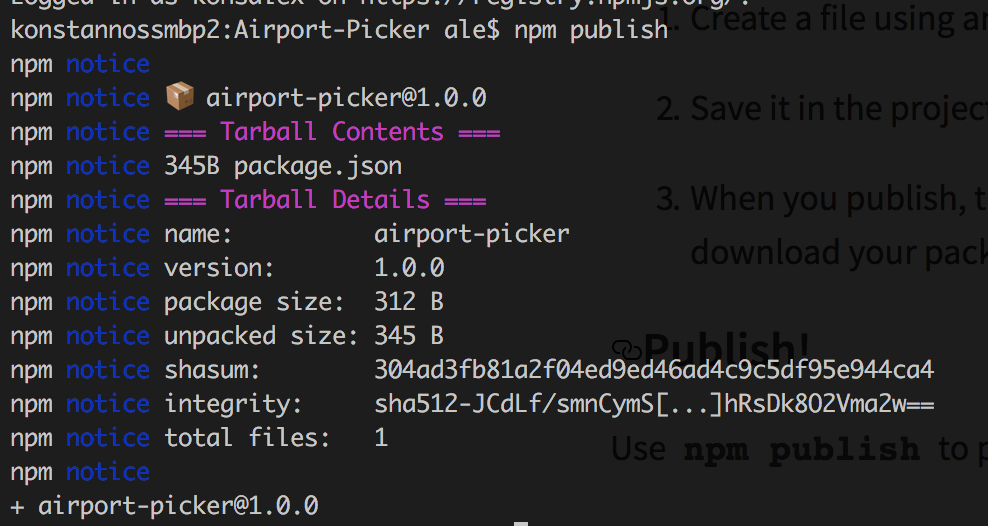 Logged in as konsalex on https://registry.npmjs.org/.
konstannossmbp2:Airport-Picker ale$ npm publish
npm notice
npm notice 📦 airport-picker@1.0.0
npm notice === Tarball Contents ===
npm notice 345B package.json
npm notice === Tarball Details ===
npm notice name: airport-picker
npm notice version: 1.0.0
npm notice package size: 312 B
npm notice unpacked size: 345 B
npm notice shasum: 304ad3fb81a2f04ed9ed46ad4c9c5df95e944ca4
npm notice integrity: sha512-JCdLf/smnCymS[...]hRsDk8O2Vma2w==
npm notice total files: 1
npm notice
+ airport-picker@1.0.0
1. Create a file using an
2. Save it in the project
3. When you publish, t
download your pack
Publish!
Use npm publish to p